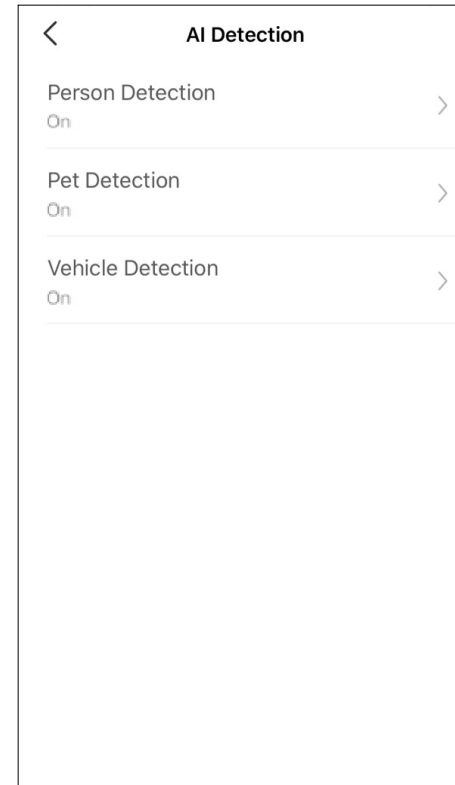 AI Detection
Person Detection
On
Pet Detection
On
Vehicle Detection
On